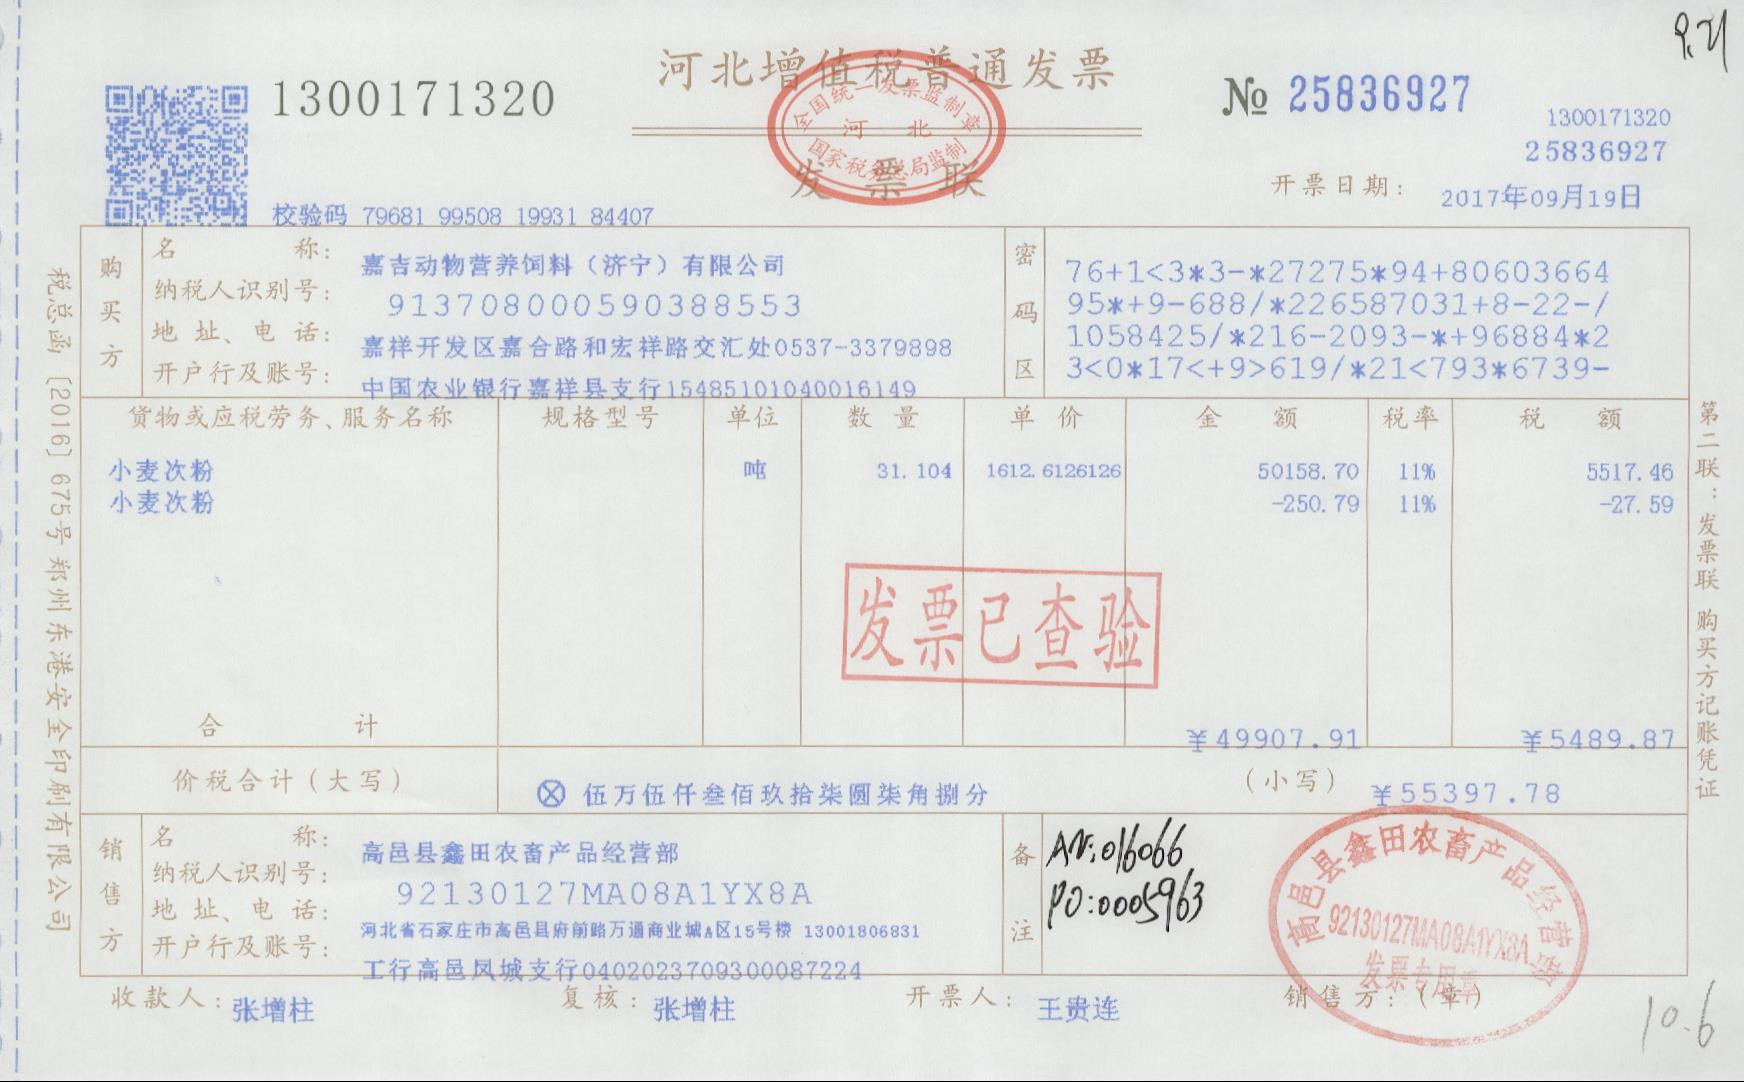 9.21
河北增值税普通发票
1300171320
№ 25836927
1300171320
25836927
全国统一发票监制章
河 北
国家税务总局监制
发票联
开票日期: 2017年09月19日
校验码 79681 99508 19931 84407
购买方
名称: 嘉吉动物营养饲料（济宁）有限公司
纳税人识别号: 913708000590388553
地址、电话: 嘉祥开发区嘉合路和宏祥路交汇处0537-3379898
开户行及账号: 中国农业银行嘉祥县支行15485101040016149
密码区
76+1<3*3-*27275*94+80603664
95*+9-688/*226587031+8-22-/
1058425/*216-2093-*+96884*2
3<0*17<+9>619/*21<793*6739-
货物或应税劳务、服务名称 规格型号 单位 数量 单价 金额 税率 税额
小麦次粉 吨 31.104 1612.6126126 50158.70 11% 5517.46
小麦次粉 -250.79 11% -27.59
发票已查验
合计 ¥49907.91 ¥5489.87
价税合计(大写) ⊗ 伍万伍仟叁佰玖拾柒圆柒角捌分 (小写) ¥55397.78
销售方
名称: 高邑县鑫田农畜产品经营部
纳税人识别号: 92130127MA08A1YX8A
地址、电话: 河北省石家庄市高邑县府前路万通商业城A区15号楼 13001806831
开户行及账号: 工行高邑凤城支行0402023709300087224
备注
AN:016066
PO:0005963
高邑县鑫田农畜产品经营部
92130127MA08A1YX8A
发票专用章
收款人: 张增柱 复核: 张增柱 开票人: 王贵连 销售方:(章)
10.6
税总函[2016]675号郑州东港安全印刷有限公司
第二联:发票联 购买方记账凭证